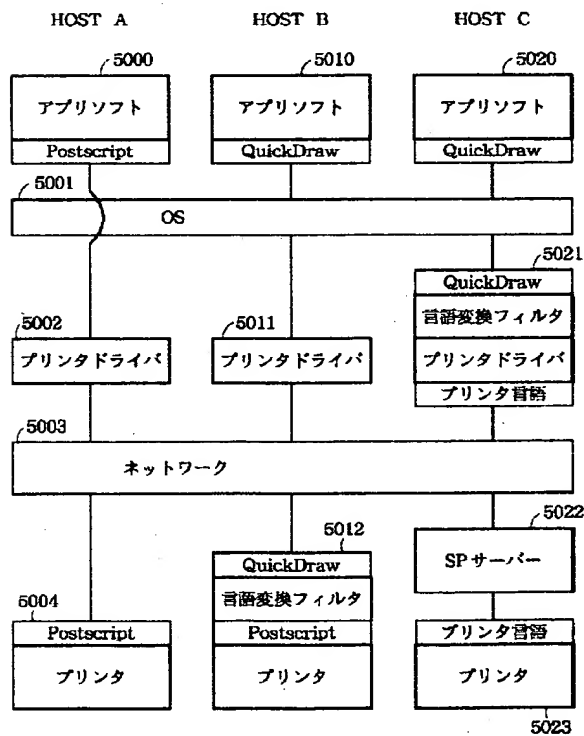 HOST A HOST B HOST C
5000 5010 5020
アプリソフト アプリソフト アプリソフト
Postscript QuickDraw QuickDraw
5001
OS
5021
QuickDraw
5002 5011 言語変換フィルタ
プリンタドライバ プリンタドライバ プリンタドライバ
プリンタ言語
5003
ネットワーク
5022
5012
QuickDraw SPサーバー
5004 言語変換フィルタ
Postscript Postscript プリンタ言語
プリンタ プリンタ プリンタ
5023